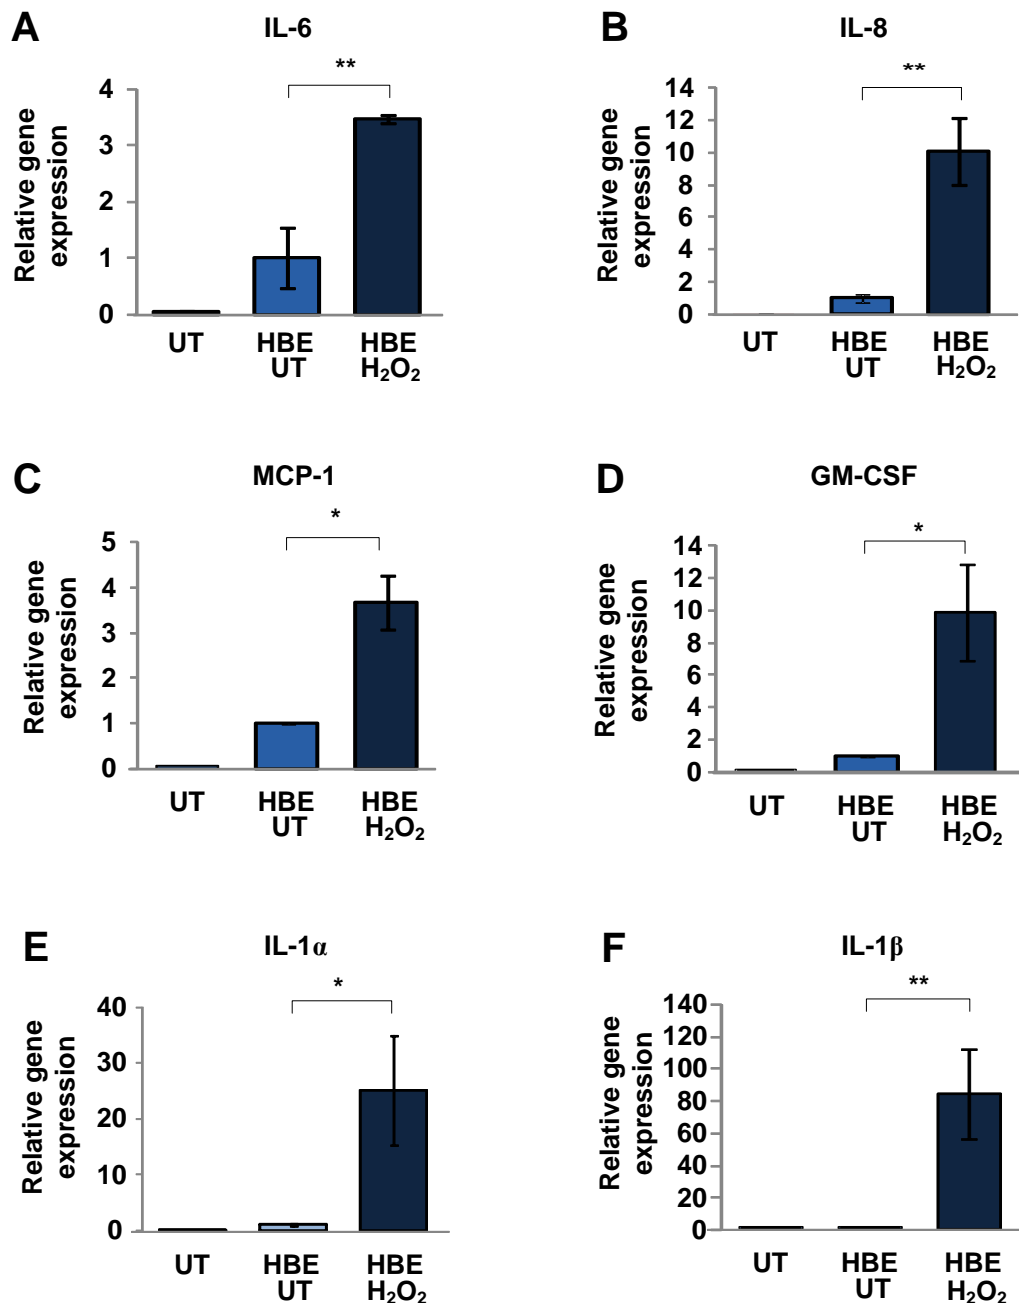 A
IL-6
**
Relative gene
expression
4
3
2
1
0
UT
HBE
UT
HBE
H₂O₂
B
IL-8
**
Relative gene
expression
14
12
10
8
6
4
2
0
UT
HBE
UT
HBE
H₂O₂
C
MCP-1
*
Relative gene
expression
5
4
3
2
1
0
UT
HBE
UT
HBE
H₂O₂
D
GM-CSF
*
Relative gene
expression
14
12
10
8
6
4
2
0
UT
HBE
UT
HBE
H₂O₂
E
IL-1α
*
Relative gene
expression
40
30
20
10
0
UT
HBE
UT
HBE
H₂O₂
F
IL-1β
**
Relative gene
expression
140
120
100
80
60
40
20
0
UT
HBE
UT
HBE
H₂O₂